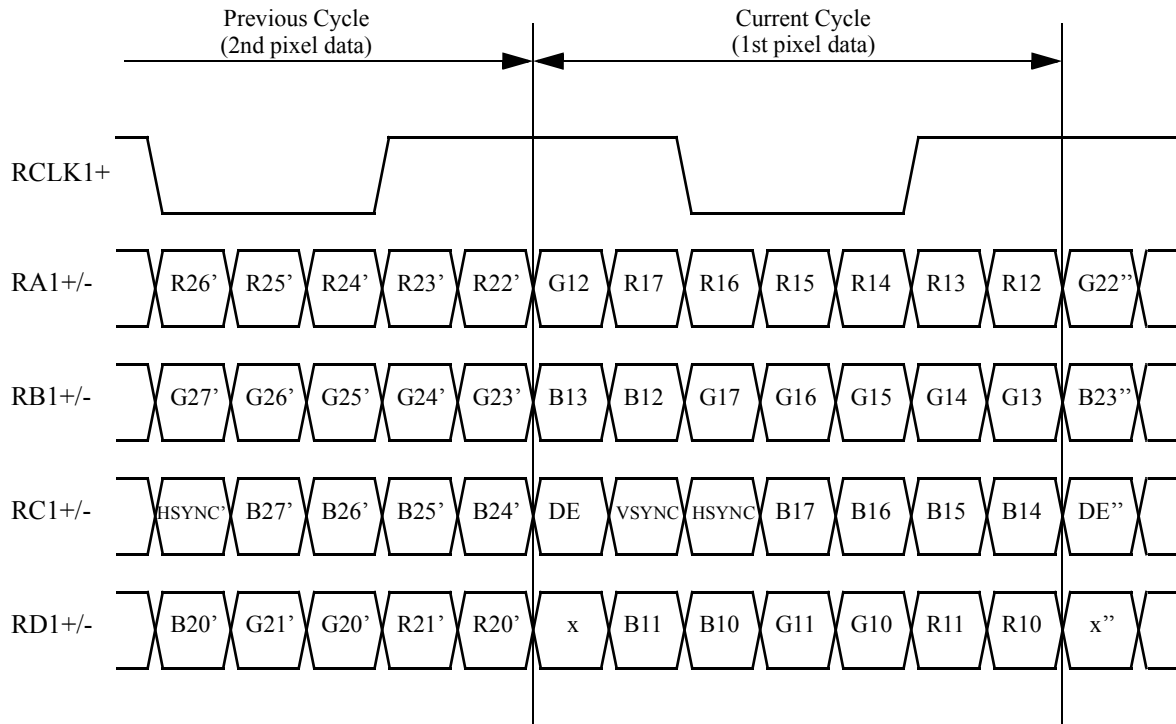 Previous Cycle
(2nd pixel data)
Current Cycle
(1st pixel data)
RCLK1+
RA1+/- R26’ R25’ R24’ R23’ R22’ G12 R17 R16 R15 R14 R13 R12 G22’’
RB1+/- G27’ G26’ G25’ G24’ G23’ B13 B12 G17 G16 G15 G14 G13 B23’’
RC1+/- HSYNC’ B27’ B26’ B25’ B24’ DE VSYNC HSYNC B17 B16 B15 B14 DE’’
RD1+/- B20’ G21’ G20’ R21’ R20’ x B11 B10 G11 G10 R11 R10 x’’